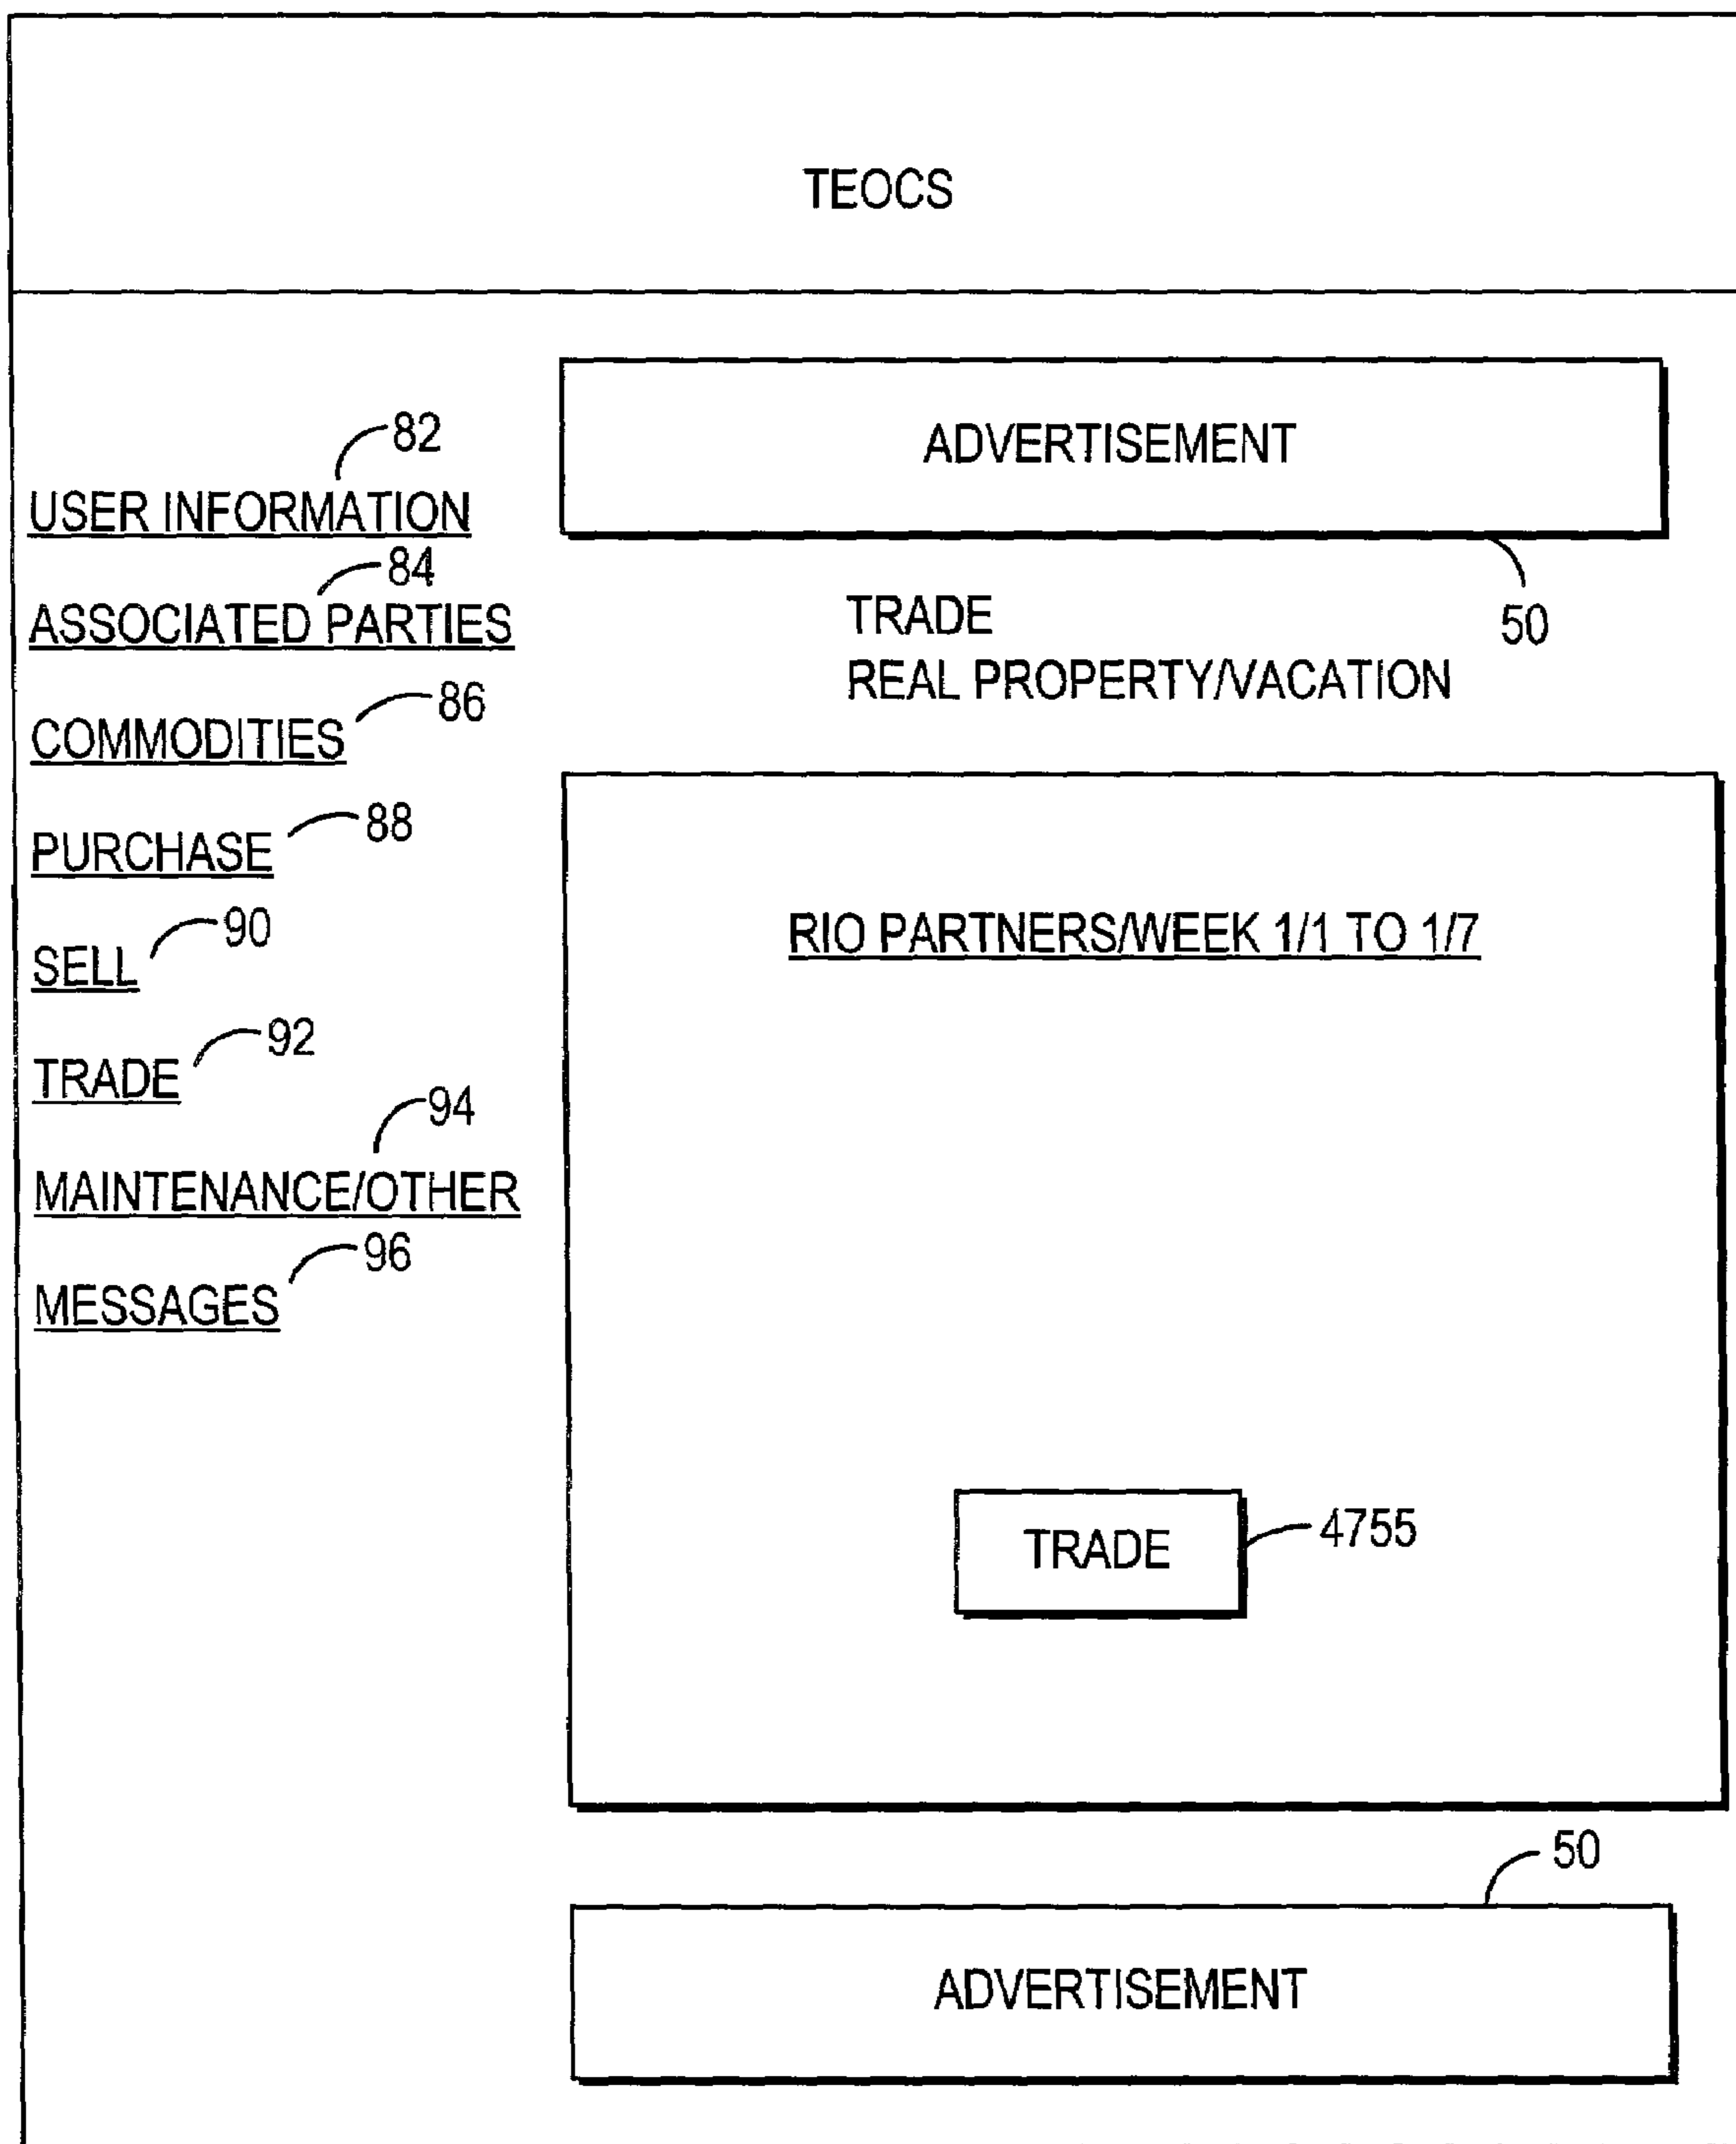 TEOCS
ADVERTISEMENT
50
82
USER INFORMATION
84
ASSOCIATED PARTIES
86
COMMODITIES
88
PURCHASE
90
SELL
92
TRADE
94
MAINTENANCE/OTHER
96
MESSAGES
TRADE
REAL PROPERTY/VACATION
RIO PARTNERS/WEEK 1/1 TO 1/7
TRADE
4755
50
ADVERTISEMENT